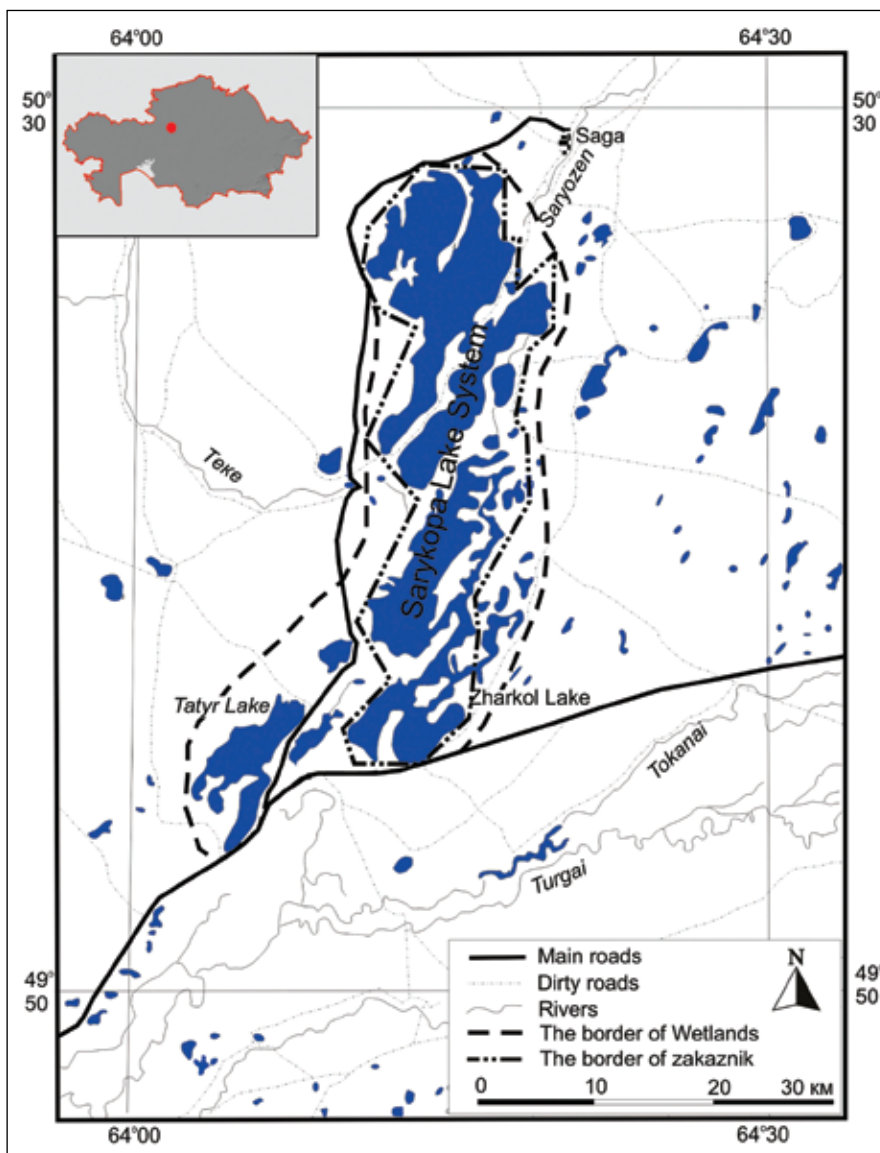 64°00
64°30
50°
30
50°
30
Saga
Saryozen
Sarykopa Lake System
Теке
Tatyr Lake
Zharkol Lake
Tokanai
Turgai
49°
50
49°
50
Main roads
Dirty roads
Rivers
The border of Wetlands
The border of zakaznik
N
0 10 20 30 км
64°00
64°30